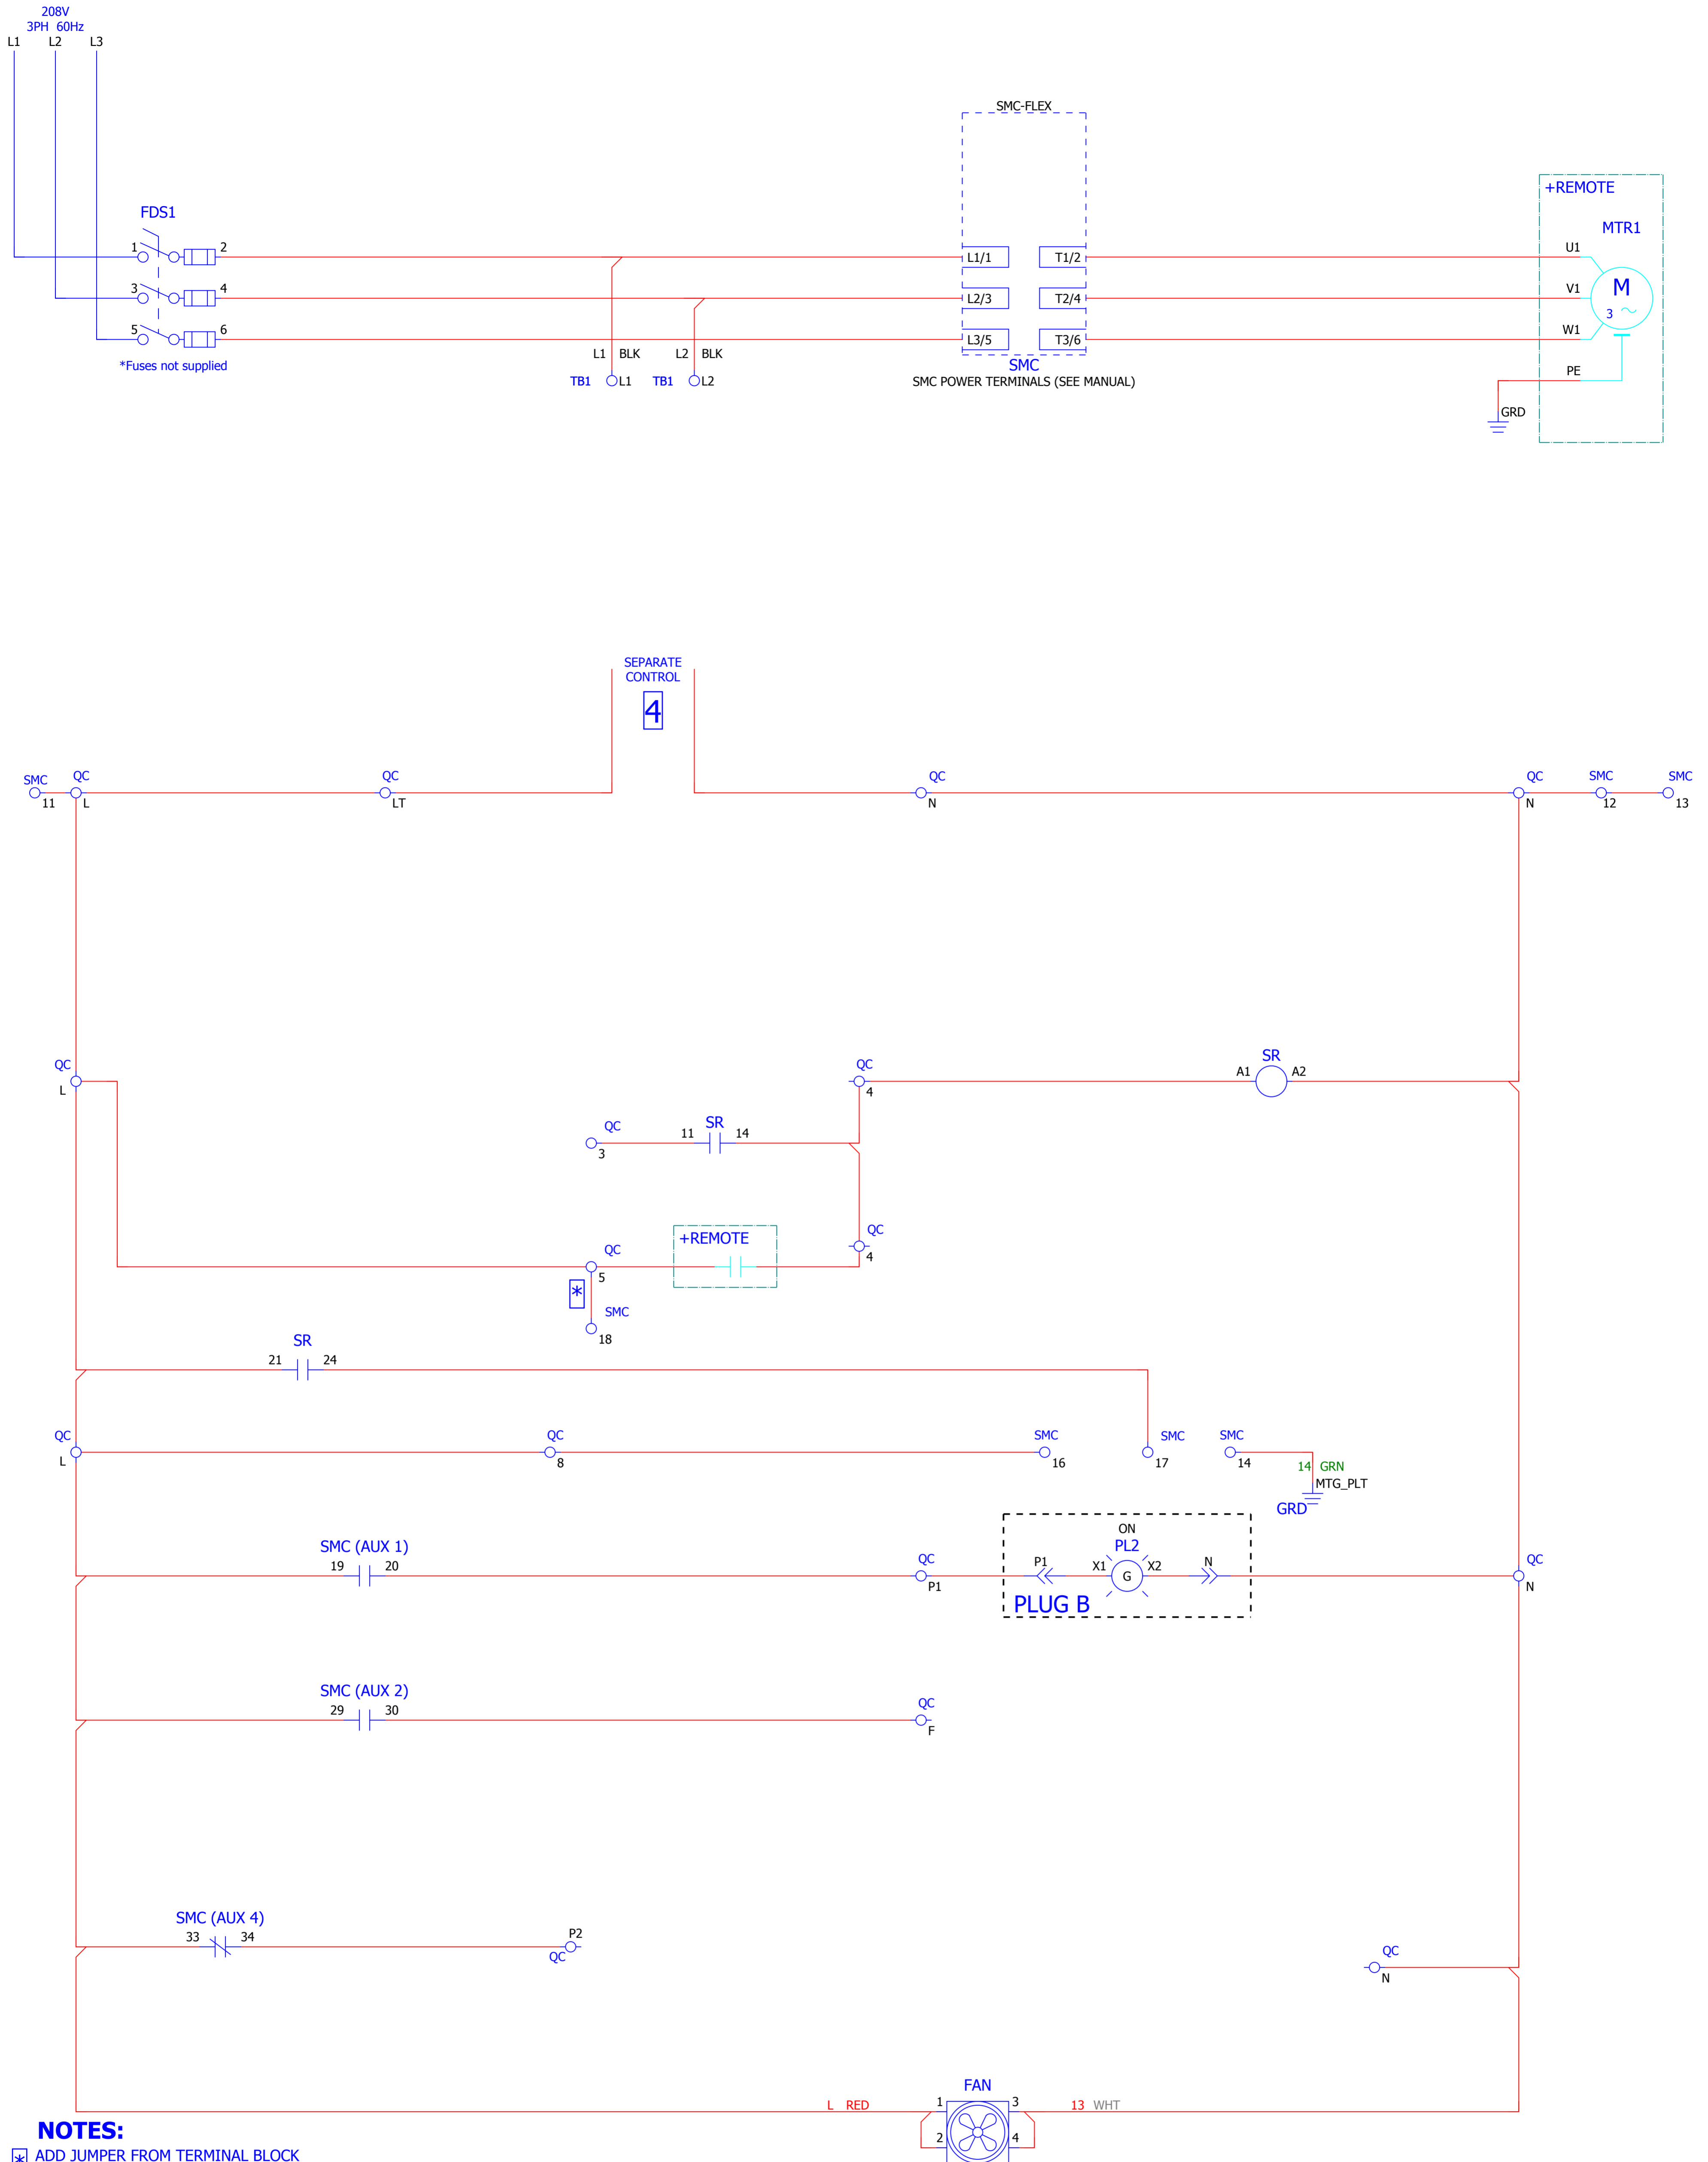 208V
3PH 60Hz
L1 L2 L3
SMC-FLEX
+REMOTE
FDS1
MTR1
1 2 L1/1 T1/2 U1
3 4 L2/3 T2/4 V1 M
3
5 6 L3/5 T3/6 W1
L1 BLK L2 BLK
*Fuses not supplied SMC PE
TB1 L1 TB1 L2 SMC POWER TERMINALS (SEE MANUAL)
GRD
SEPARATE
CONTROL
4
SMC QC QC QC QC SMC SMC
11 L LT N N 12 13
QC QC SR
A1 A2
L 4
SR
QC 11 14
3
QC
+REMOTE
QC 4
5
*
SMC
18
SR
21 24
QC QC SMC SMC SMC
L 8 16 17 14
14 GRN
MTG_PLT
GRD
ON
SMC (AUX 1) PL2
19 20 QC P1 X1 X2 N QC
G
P1 N
PLUG B
SMC (AUX 2)
29 30 QC
F
SMC (AUX 4)
33 34 P2
QC QC
N
FAN
L RED 1 3 13 WHT
NOTES:
2 4
* ADD JUMPER FROM TERMINAL BLOCK